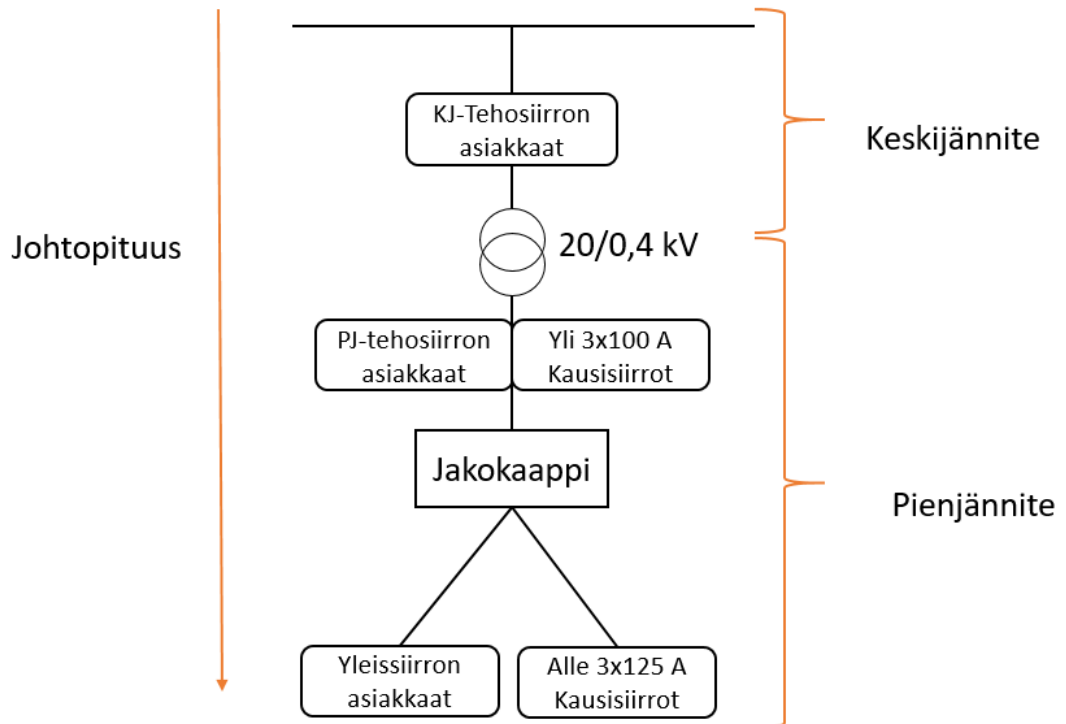 KJ-Tehosiirron
asiakkaat
Keskijännite
Johtopituus
20/0,4 kV
PJ-tehosiirron
asiakkaat
Yli 3x100 A
Kausisiirrot
Jakokaappi
Pienjännite
Yleissiirron
asiakkaat
Alle 3x125 A
Kausisiirrot